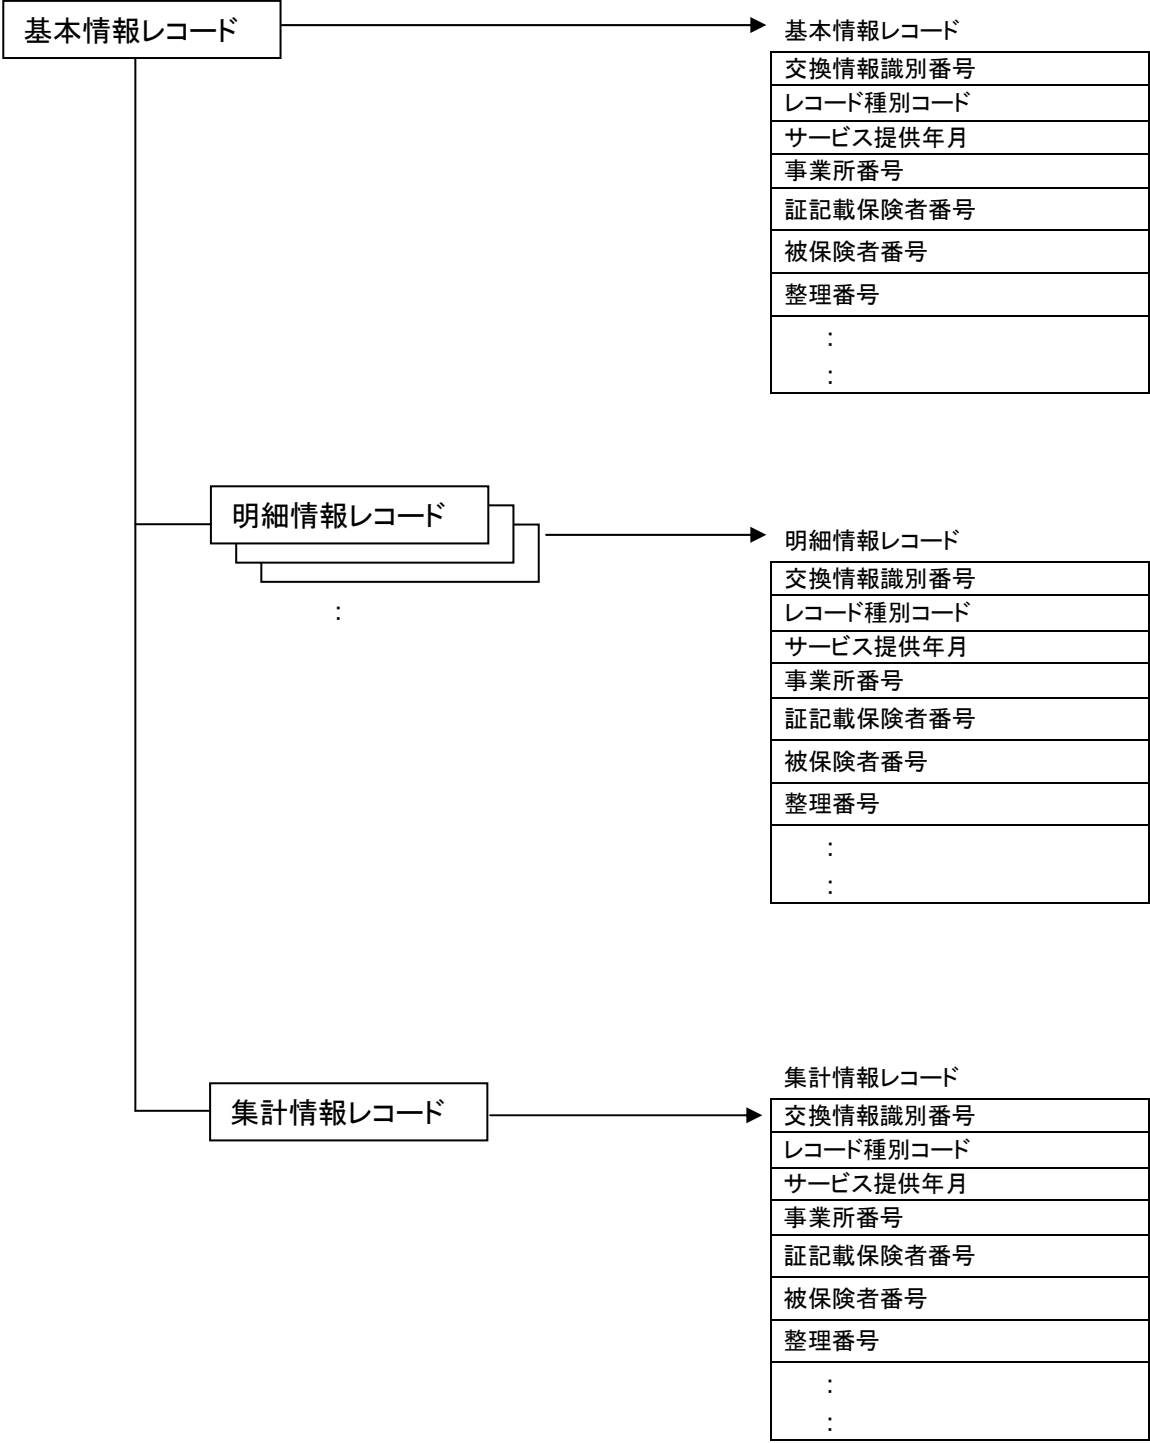 基本情報レコード
基本情報レコード
交換情報識別番号
レコード種別コード
サービス提供年月
事業所番号
証記載保険者番号
被保険者番号
整理番号
:
:
明細情報レコード
:
明細情報レコード
交換情報識別番号
レコード種別コード
サービス提供年月
事業所番号
証記載保険者番号
被保険者番号
整理番号
:
:
集計情報レコード
集計情報レコード
交換情報識別番号
レコード種別コード
サービス提供年月
事業所番号
証記載保険者番号
被保険者番号
整理番号
:
: